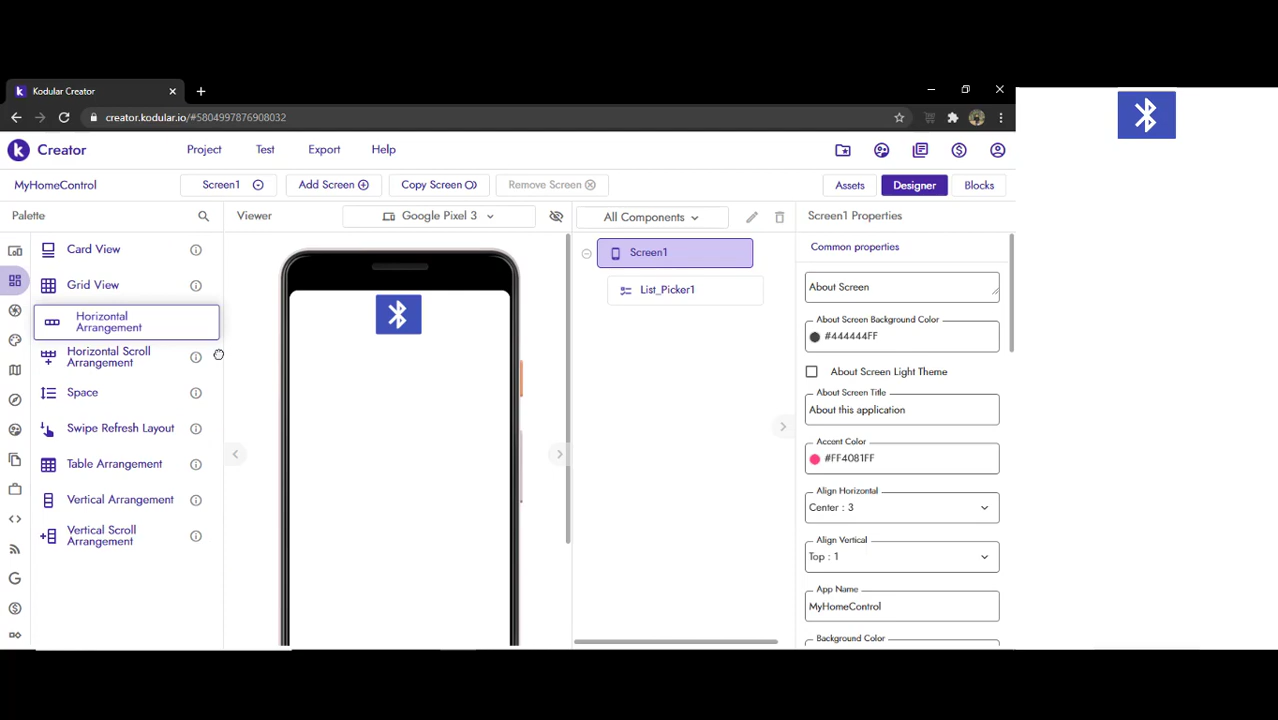 Kodular Creator
creator.kodular.io/#5804997876908032
Creator
Project
Test
Export
Help
MyHomeControl
Screen1
Add Screen
Copy Screen
Remove Screen
Assets
Designer
Blocks
Palette
Viewer
Google Pixel 3
All Components
Screen1 Properties
Card View
Grid View
Horizontal
Arrangement
Horizontal Scroll
Arrangement
Space
Swipe Refresh Layout
Table Arrangement
Vertical Arrangement
Vertical Scroll
Arrangement
Screen1
List_Picker1
Common properties
About Screen
About Screen Background Color
#444444FF
About Screen Light Theme
About Screen Title
About this application
Accent Color
#FF4081FF
Align Horizontal
Center : 3
Align Vertical
Top : 1
App Name
MyHomeControl
Background Color